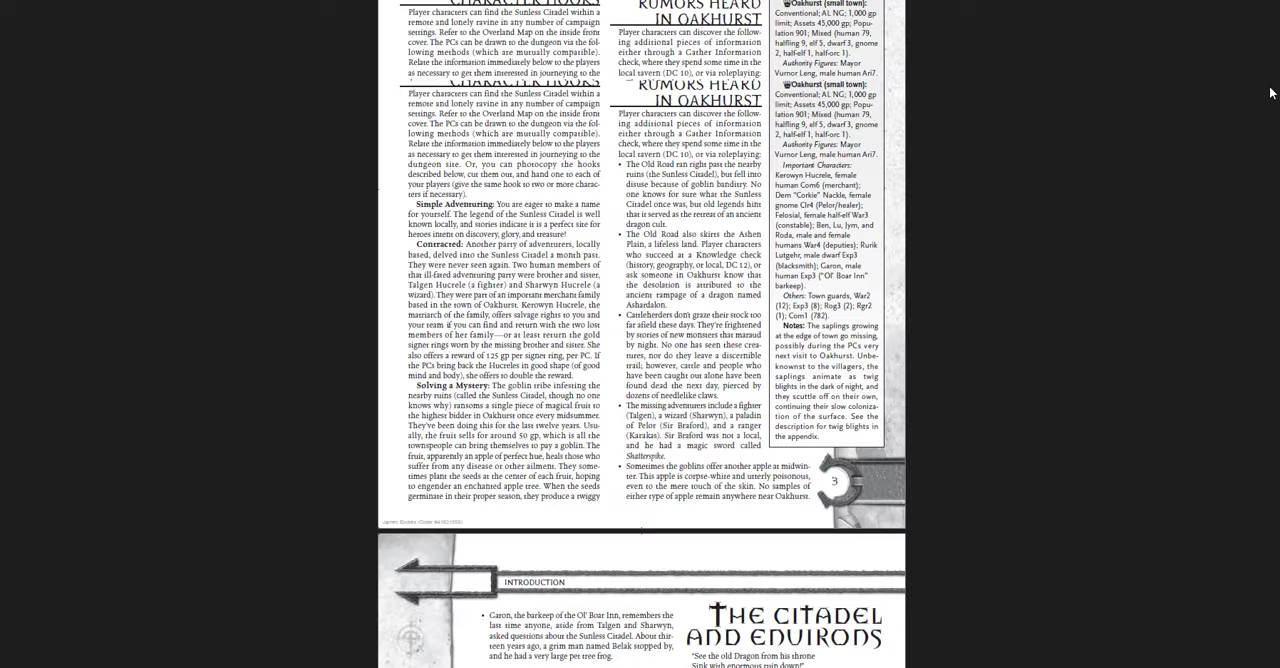 CHARACTER HOOKS
Player characters can find the Sunless Citadel within a
remote and lonely ravine in any number of campaign
settings. Refer to the Overland Map on the inside front
cover. The PCs can be drawn to the dungeon via the fol-
lowing methods (which are mutually compatible).
Relate the information immediately below to the players
as necessary to get them interested in journeying to the
CHARACTER HOOKS
Player characters can find the Sunless Citadel within a
remote and lonely ravine in any number of campaign
settings. Refer to the Overland Map on the inside front
cover. The PCs can be drawn to the dungeon via the fol-
lowing methods (which are mutually compatible).
Relate the information immediately below to the players
as necessary to get them interested in journeying to the
dungeon site. Or, you can photocopy the hooks
described below, cut them out, and hand one to each of
your players (give the same hook to two or more charac-
ters if necessary).
Simple Adventuring: You are eager to make a name
for yourself. The legend of the Sunless Citadel is well
known locally, and stories indicate it is a perfect site for
heroes intent on discovery, glory, and treasure!
Contracted: Another party of adventurers, locally
based, delved into the Sunless Citadel a month past.
They were never seen again. Two human members of
that ill-fated adventuring party were brother and sister,
Talgen Hucrele (a fighter) and Sharwyn Hucrele (a
wizard). They were part of an important merchant family
based in the town of Oakhurst. Kerowyn Hucrele, the
matriarch of the family, offers salvage rights to you and
your team if you can find and return with the two lost
members of her family—or at least return the gold
signet rings worn by the missing brother and sister. She
also offers a reward of 125 gp per signet ring, per PC. If
the PCs bring back the Hucreles in good shape (of good
mind and body), she offers to double the reward.
Solving a Mystery: The goblin tribe infesting the
nearby ruins (called the Sunless Citadel, though no one
knows why) ransoms a single piece of magical fruit to
the highest bidder in Oakhurst once every midsummer.
They've been doing this for the last twelve years. Usu-
ally, the fruit sells for around 50 gp, which is all the
townspeople can bring themselves to pay a goblin. The
fruit, apparently an apple of perfect hue, heals those who
suffer from any disease or other ailment. They some-
times plant the seeds at the center of each fruit, hoping
to engender an enchanted apple tree. When the seeds
germinate in their proper season, they produce a twiggy
RUMORS HEARD
IN OAKHURST
Player characters can discover the follow-
ing additional pieces of information
either through a Gather Information
check, where they spend some time in the
local tavern (DC 10), or via roleplaying:
RUMORS HEARD
IN OAKHURST
Player characters can discover the follow-
ing additional pieces of information
either through a Gather Information
check, where they spend some time in the
local tavern (DC 10), or via roleplaying:
• The Old Road ran right past the nearby
ruins (the Sunless Citadel), but fell into
disuse because of goblin banditry. No
one knows for sure what the Sunless
Citadel once was, but old legends hint
that is served as the retreat of an ancient
dragon cult.
• The Old Road also skirts the Ashen
Plain, a lifeless land. Player characters
who succeed at a Knowledge check
(history, geography, or local, DC 12), or
ask someone in Oakhurst know that
the desolation is attributed to the
ancient rampage of a dragon named
Ashardalon.
• Cattleherders don't graze their stock too
far afield these days. They're frightened
by stories of new monsters that maraud
by night. No one has seen these crea-
tures, nor do they leave a discernible
trail; however, cattle and people who
have been caught out alone have been
found dead the next day, pierced by
dozens of needlelike claws.
• The missing adventurers include a fighter
(Talgen), a wizard (Sharwyn), a paladin
of Pelor (Sir Braford), and a ranger
(Karakas). Sir Braford was not a local,
and he had a magic sword called
Shatterspike.
• Sometimes the goblins offer another apple at midwin-
ter. This apple is corpse-white and utterly poisonous,
even to the mere touch of the skin. No samples of
either type of apple remain anywhere near Oakhurst.
Oakhurst (small town):
Conventional; AL NG; 1,000 gp
limit; Assets 45,000 gp; Popu-
lation 901; Mixed (human 79,
halfling 9, elf 5, dwarf 3, gnome
2, half-elf 1, half-orc 1).
Authority Figures: Mayor
Vurnor Leng, male human Ari7.
Oakhurst (small town):
Conventional; AL NG; 1,000 gp
limit; Assets 45,000 gp; Popu-
lation 901; Mixed (human 79,
halfling 9, elf 5, dwarf 3, gnome
2, half-elf 1, half-orc 1).
Authority Figures: Mayor
Vurnor Leng, male human Ari7.
Important Characters:
Kerowyn Hucrele, female
human Com6 (merchant);
Dem "Corkie" Nackle, female
gnome Clr4 (Pelor/healer);
Felosial, female half-elf War3
(constable); Ben, Lu, Jym, and
Roda, male and female
humans War4 (deputies); Rurik
Lutgehr, male dwarf Exp3
(blacksmith); Garon, male
human Exp3 ("Ol' Boar Inn"
barkeep).
Others: Town guards, War2
(12); Exp3 (8); Rog3 (2); Rgr2
(1); Com1 (782).
Notes: The saplings growing
at the edge of town go missing,
possibly during the PCs very
next visit to Oakhurst. Unbe-
knownst to the villagers, the
saplings animate as twig
blights in the dark of night, and
they scuttle off on their own,
continuing their slow coloniza-
tion of the surface. See the
description for twig blights in
the appendix.
3
INTRODUCTION
• Garon, the barkeep of the Ol' Boar Inn, remembers the
last time anyone, aside from Talgen and Sharwyn,
asked questions about the Sunless Citadel. About thir-
teen years ago, a grim man named Belak stopped by,
and he had a very large pet tree frog.
THE CITADEL
AND ENVIRONS
"See the old Dragon from his throne
Sink with enormous ruin down!"